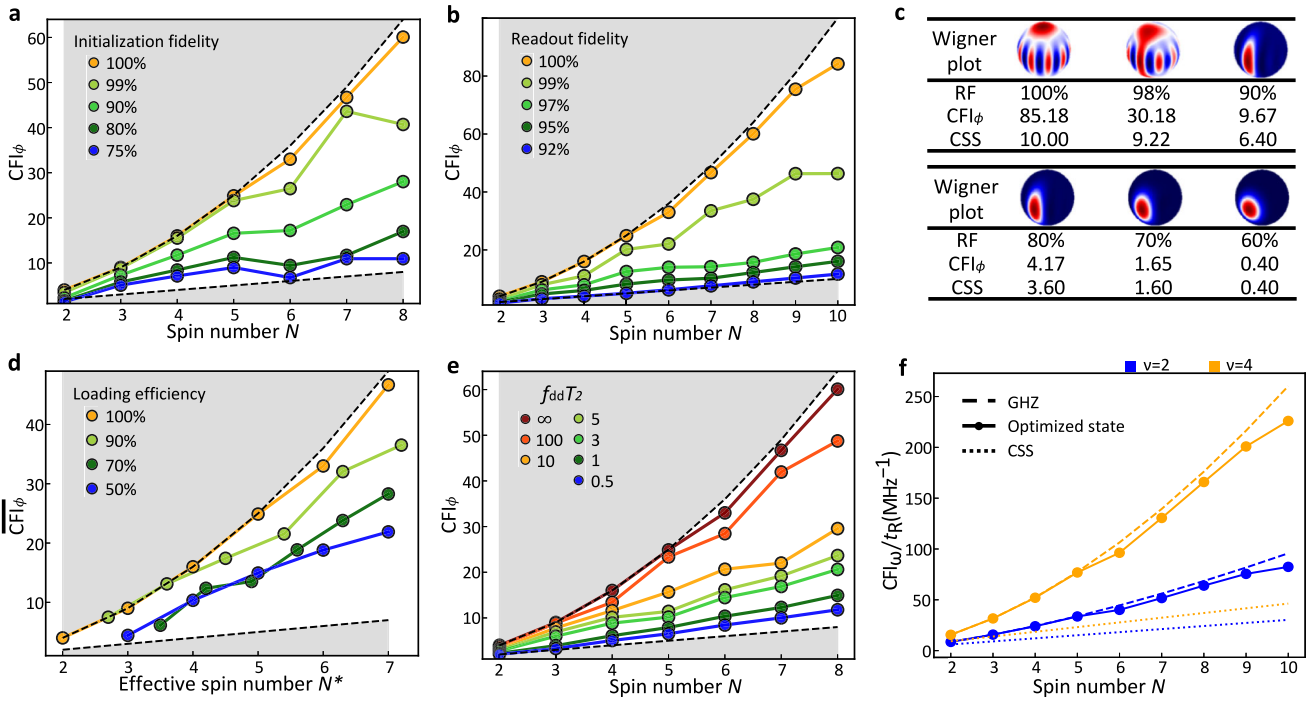 a
CFIϕ
60
50
40
30
20
10
Initialization fidelity
100%
99%
90%
80%
75%
2 3 4 5 6 7 8
Spin number N
b
CFIϕ
80
60
40
20
Readout fidelity
100%
99%
97%
95%
92%
2 3 4 5 6 7 8 9 10
Spin number N
c
Wigner
plot
RF 100% 98% 90%
CFIϕ 85.18 30.18 9.67
CSS 10.00 9.22 6.40
Wigner
plot
RF 80% 70% 60%
CFIϕ 4.17 1.65 0.40
CSS 3.60 1.60 0.40
d
CFIϕ
40
30
20
10
Loading efficiency
100%
90%
70%
50%
2 3 4 5 6 7
Effective spin number N*
e
CFIϕ
60
50
40
30
20
10
fddT2
∞ 5
100 3
10 1
0.5
2 3 4 5 6 7 8
Spin number N
f
ν=2 ν=4
CFIω/tR(MHz⁻¹)
250
200
150
100
50
0
GHZ
Optimized state
CSS
2 3 4 5 6 7 8 9 10
Spin number N